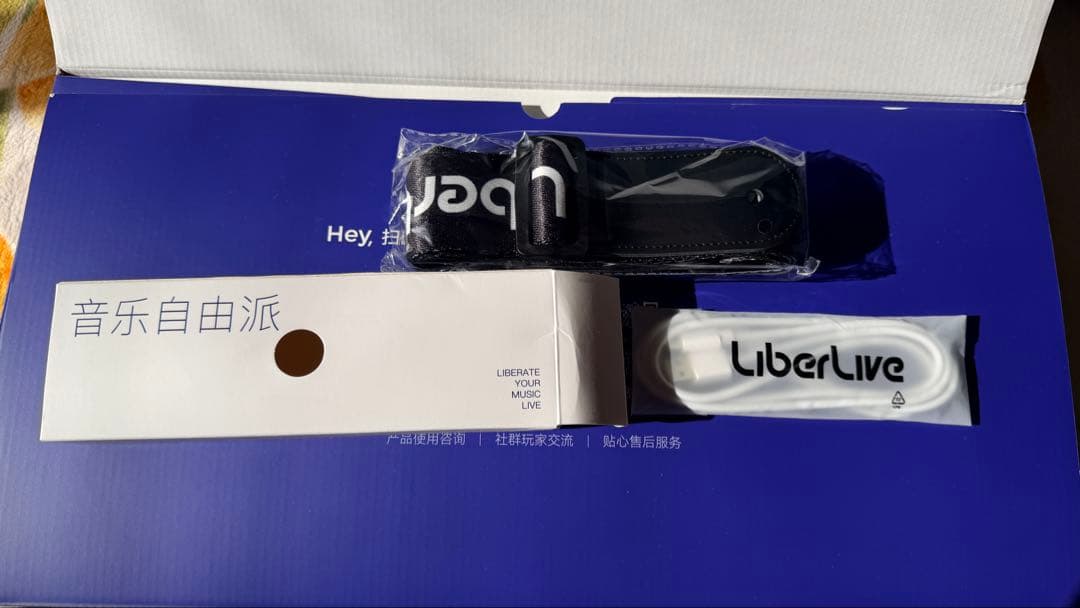 Hey, 扫
音乐自由派
LIBERATE
YOUR
MUSIC
LIVE
LiberLive
产品使用咨询 | 社群玩家交流 | 贴心售后服务